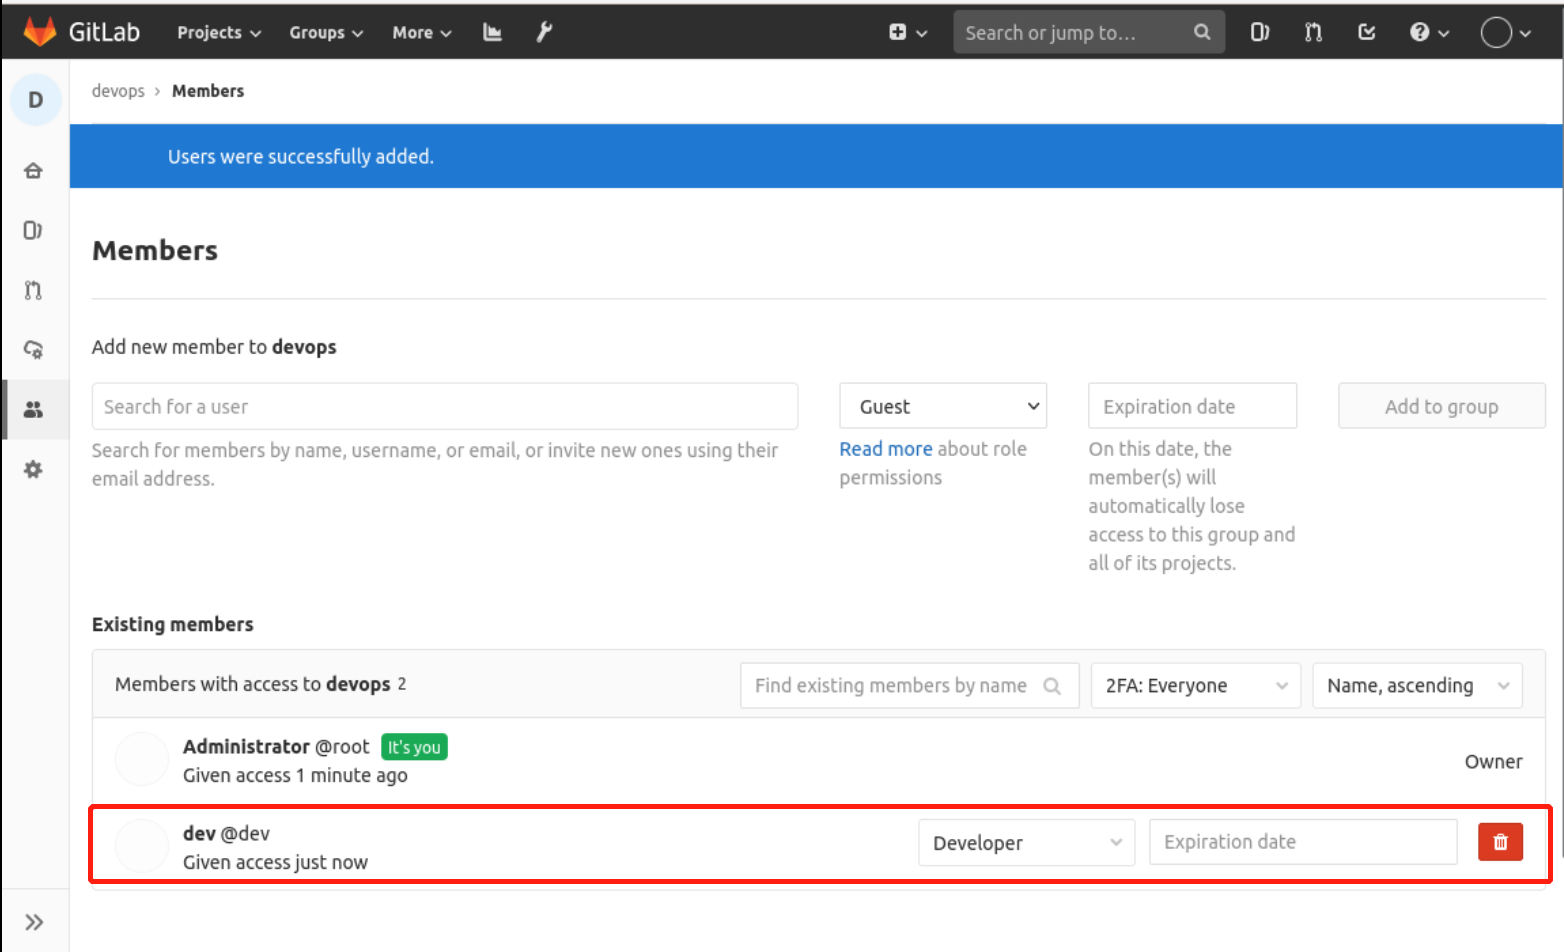 GitLab Projects Groups More Search or jump to...
D
devops › Members
Users were successfully added.
Members
Add new member to devops
Search for a user
Guest
Expiration date
Add to group
Search for members by name, username, or email, or invite new ones using their
email address.
Read more about role
permissions
On this date, the
member(s) will
automatically lose
access to this group and
all of its projects.
Existing members
Members with access to devops 2
Find existing members by name
2FA: Everyone
Name, ascending
Administrator @root It's you
Given access 1 minute ago
Owner
dev @dev
Given access just now
Developer
Expiration date